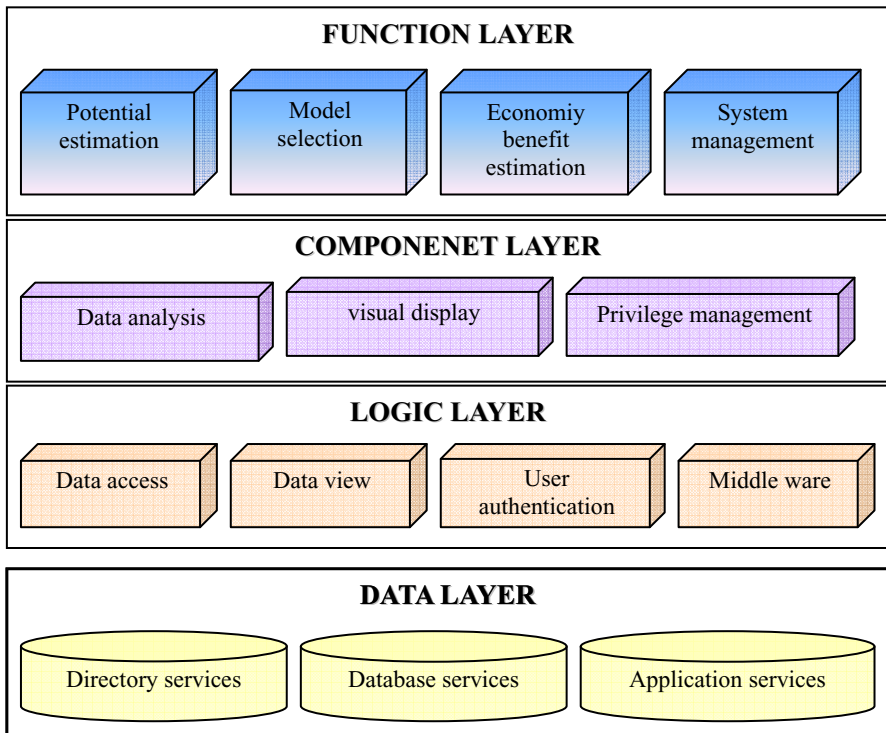 FUNCTION LAYER
Potential
estimation
Model
selection
Economiy
benefit
estimation
System
management
COMPONENET LAYER
Data analysis
visual display
Privilege management
LOGIC LAYER
Data access
Data view
User
authentication
Middle ware
DATA LAYER
Directory services
Database services
Application services